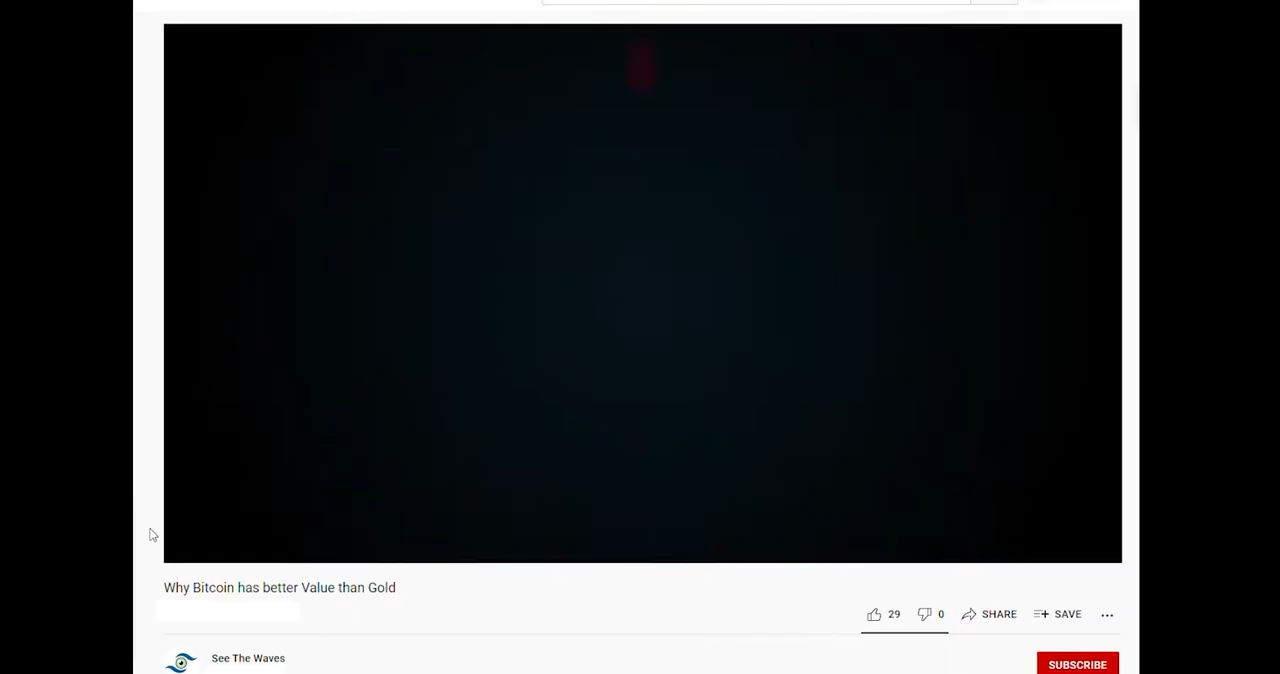 Why Bitcoin has better Value than Gold
29 0 SHARE SAVE
See The Waves
SUBSCRIBE